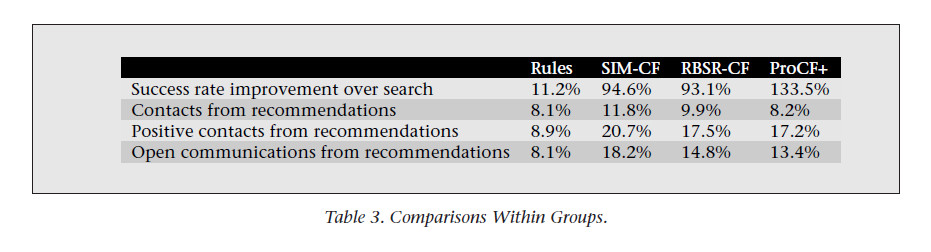 Rules SIM-CF RBSR-CF ProCF+
Success rate improvement over search 11.2% 94.6% 93.1% 133.5%
Contacts from recommendations 8.1% 11.8% 9.9% 8.2%
Positive contacts from recommendations 8.9% 20.7% 17.5% 17.2%
Open communications from recommendations 8.1% 18.2% 14.8% 13.4%
Table 3. Comparisons Within Groups.